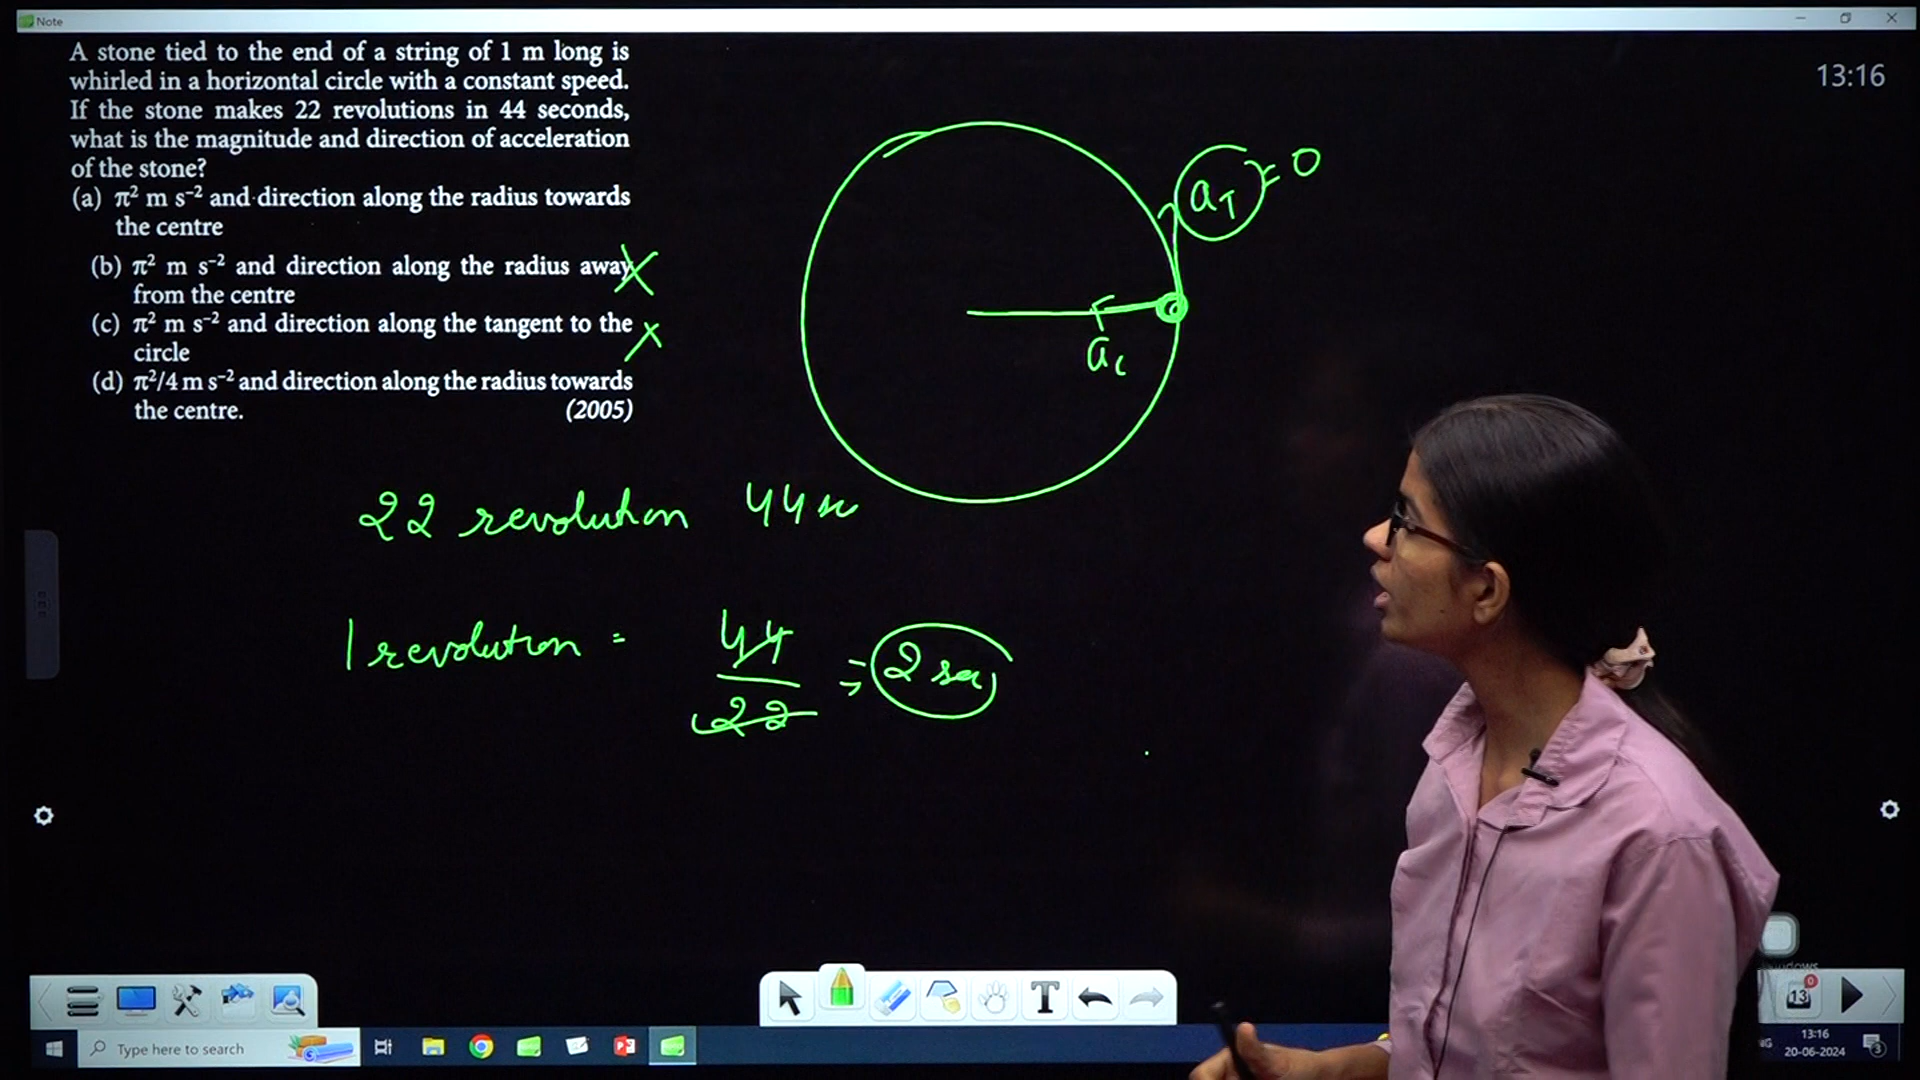 Note
A stone tied to the end of a string of 1 m long is
whirled in a horizontal circle with a constant speed.
If the stone makes 22 revolutions in 44 seconds,
what is the magnitude and direction of acceleration
of the stone?
(a) π² m s⁻² and direction along the radius towards
the centre
(b) π² m s⁻² and direction along the radius away
from the centre
(c) π² m s⁻² and direction along the tangent to the
circle
(d) π²/4 m s⁻² and direction along the radius towards
the centre. (2005)
13:16
a_T = 0
a_c
22 revolution 44 sec
1 revolution = 44/22 = 2 sec
T
13
0
Type here to search
13:16
20-06-2024
3